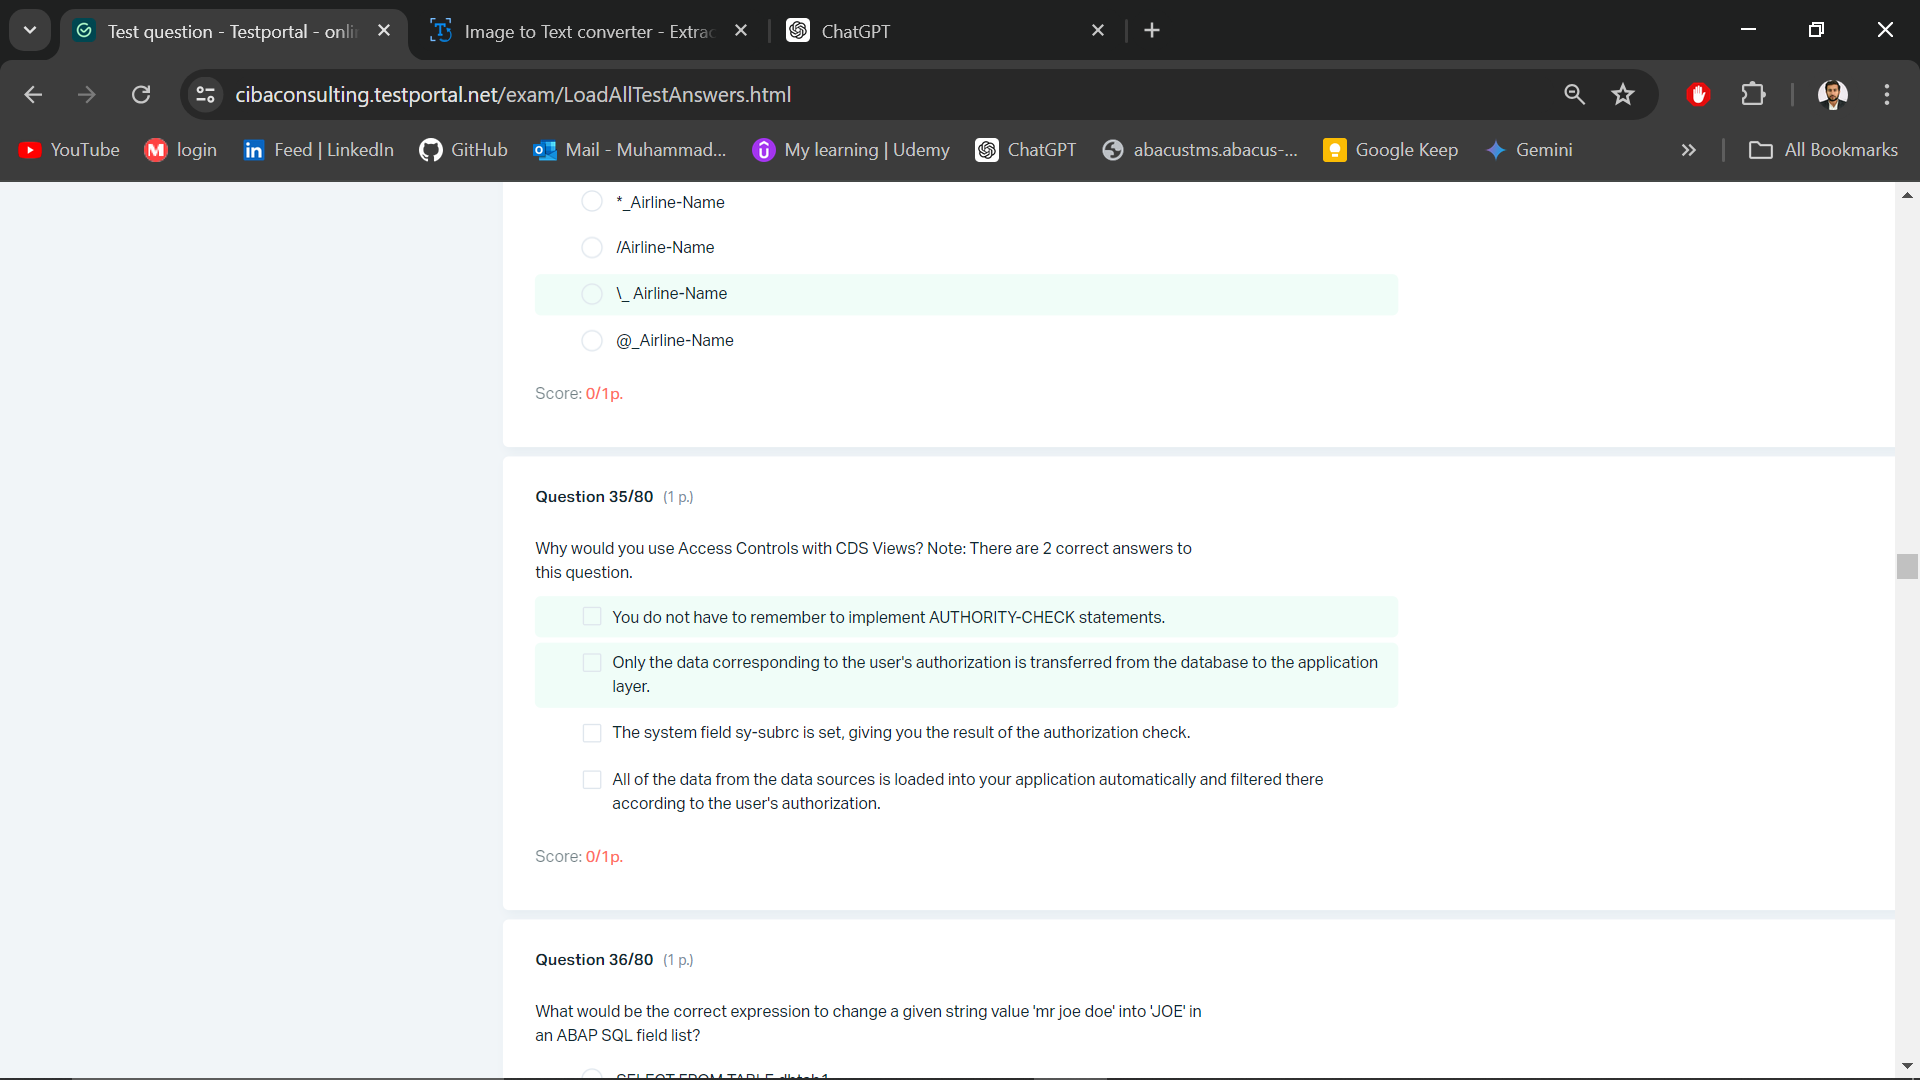 Test question - Testportal - onlin
Image to Text converter - Extrac
ChatGPT
cibaconsulting.testportal.net/exam/LoadAllTestAnswers.html
YouTube
login
Feed | LinkedIn
GitHub
Mail - Muhammad...
My learning | Udemy
ChatGPT
abacustms.abacus-...
Google Keep
Gemini
All Bookmarks
*_Airline-Name
/Airline-Name
\_ Airline-Name
@_Airline-Name
Score: 0/1p.
Question 35/80 (1 p.)
Why would you use Access Controls with CDS Views? Note: There are 2 correct answers to
this question.
You do not have to remember to implement AUTHORITY-CHECK statements.
Only the data corresponding to the user's authorization is transferred from the database to the application
layer.
The system field sy-subrc is set, giving you the result of the authorization check.
All of the data from the data sources is loaded into your application automatically and filtered there
according to the user's authorization.
Score: 0/1p.
Question 36/80 (1 p.)
What would be the correct expression to change a given string value 'mr joe doe' into 'JOE' in
an ABAP SQL field list?
SELECT FROM TABLE dbtab1